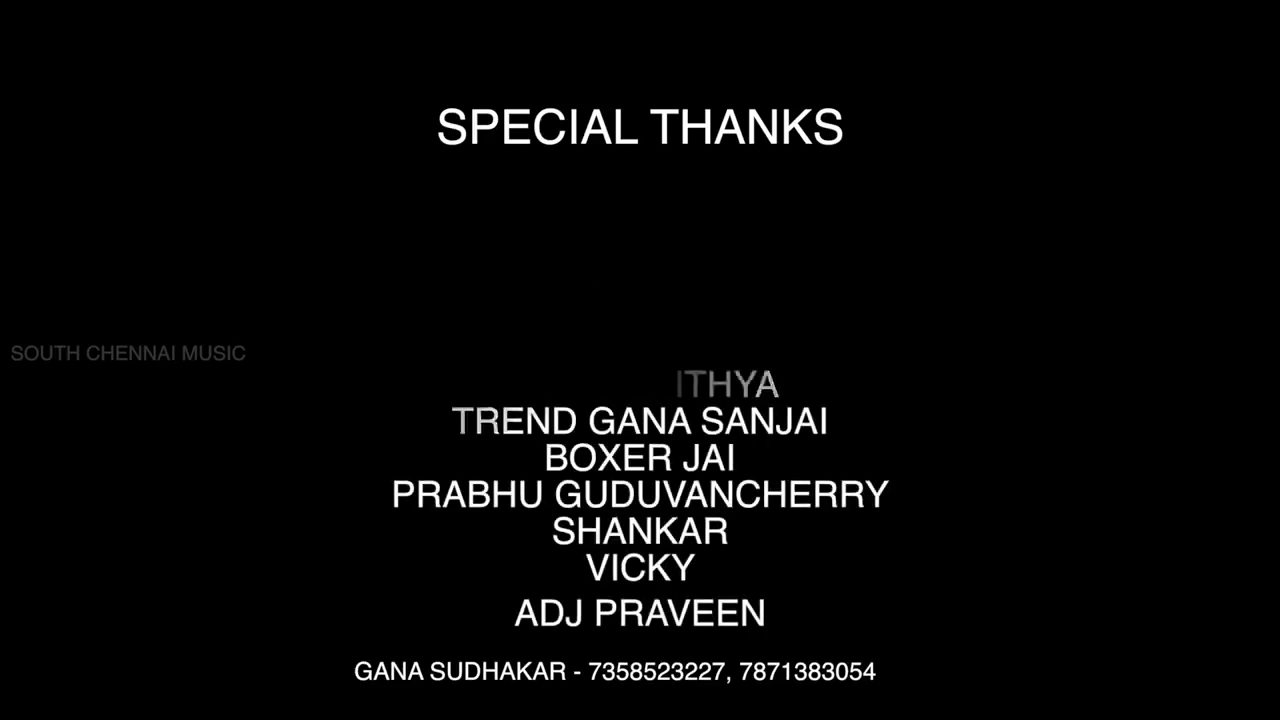 SPECIAL THANKS
SOUTH CHENNAI MUSIC
ITHYA
TREND GANA SANJAI
BOXER JAI
PRABHU GUDUVANCHERRY
SHANKAR
VICKY
ADJ PRAVEEN
GANA SUDHAKAR - 7358523227, 7871383054